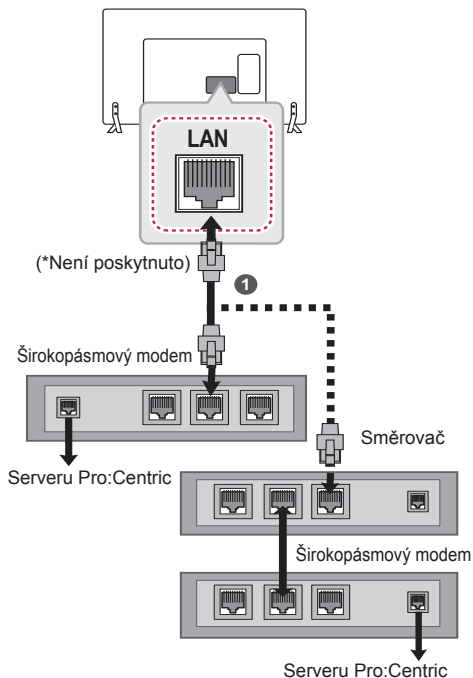 LAN
(*Není poskytnuto)
1
Širokopásmový modem
Serveru Pro:Centric
Směrovač
Širokopásmový modem
Serveru Pro:Centric